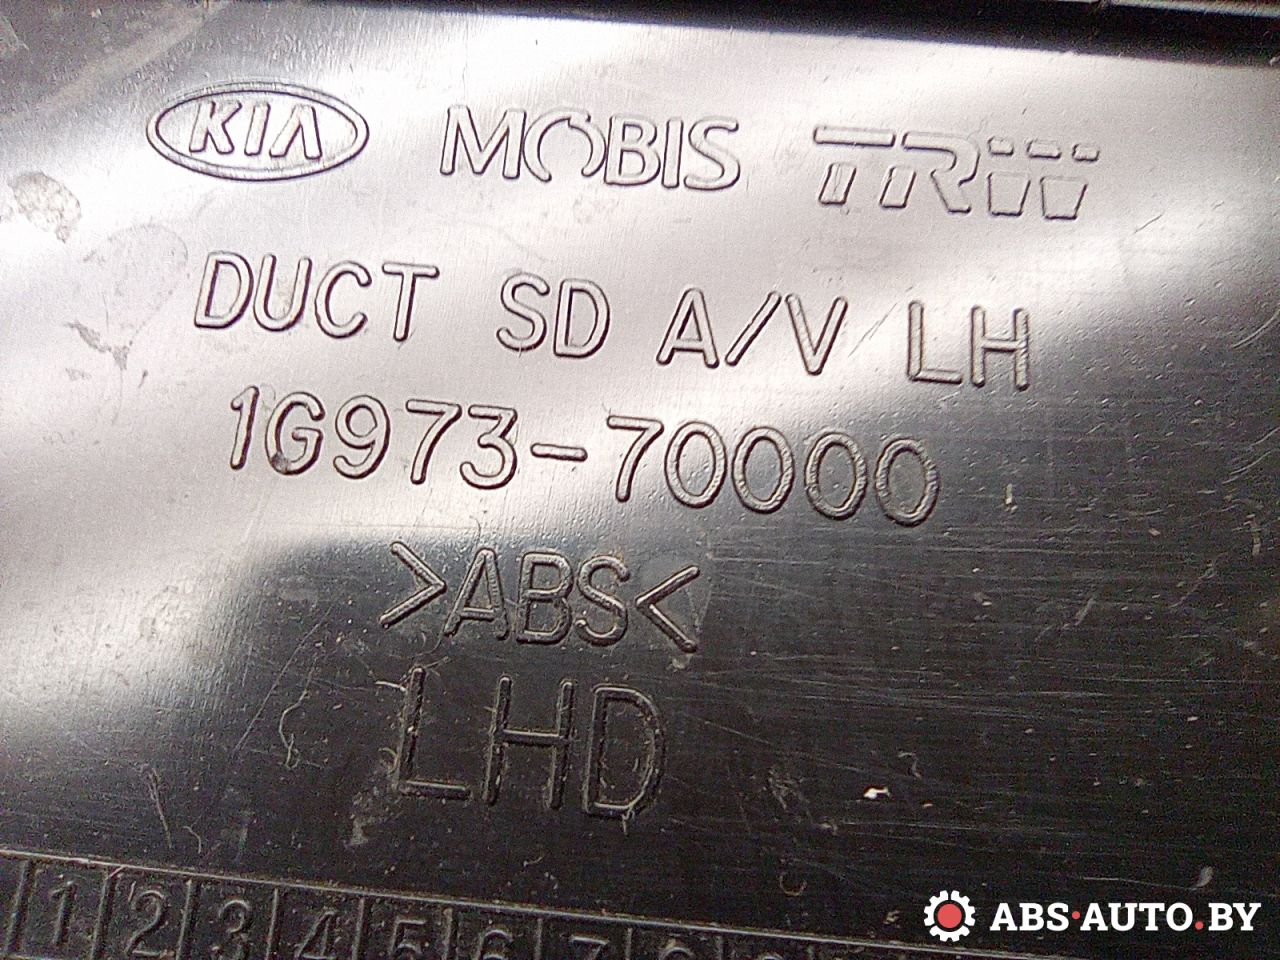 KIA MOBIS TRW
DUCT SD A/V LH
1G973-70000
>ABS<
LHD
1 2 3 4 5 6 7
ABS·AUTO.BY